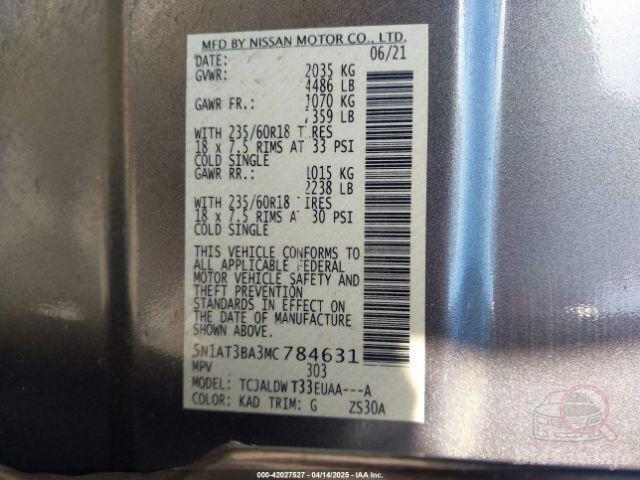 MFD BY NISSAN MOTOR CO., LTD.
DATE: 06/21
GVWR: 2035 KG
4486 LB
GAWR FR.: 1070 KG
2359 LB
WITH 235/60R18 TIRES
18 x 7.5 RIMS AT 33 PSI
COLD SINGLE
GAWR RR.: 1015 KG
2238 LB
WITH 235/60R18 TIRES
18 x 7.5 RIMS AT 30 PSI
COLD SINGLE
THIS VEHICLE CONFORMS TO
ALL APPLICABLE FEDERAL
MOTOR VEHICLE SAFETY AND
THEFT PREVENTION
STANDARDS IN EFFECT ON
THE DATE OF MANUFACTURE
SHOWN ABOVE.
5N1AT3BA3MC784631
MPV 303
MODEL: TCJALDW T33EUAA---A
COLOR: KAD TRIM: G ZS30A
000-42027527 - 04/14/2025 - IAA Inc.